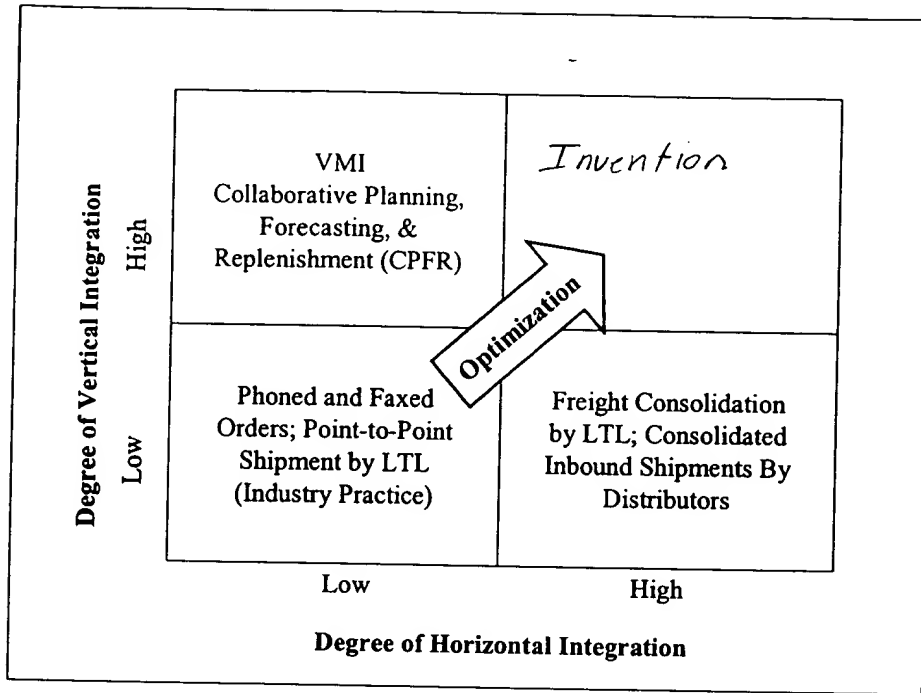 Degree of Vertical Integration
High
Low
VMI
Collaborative Planning,
Forecasting, &
Replenishment (CPFR)
Invention
Optimization
Phoned and Faxed
Orders; Point-to-Point
Shipment by LTL
(Industry Practice)
Freight Consolidation
by LTL; Consolidated
Inbound Shipments By
Distributors
Low
High
Degree of Horizontal Integration